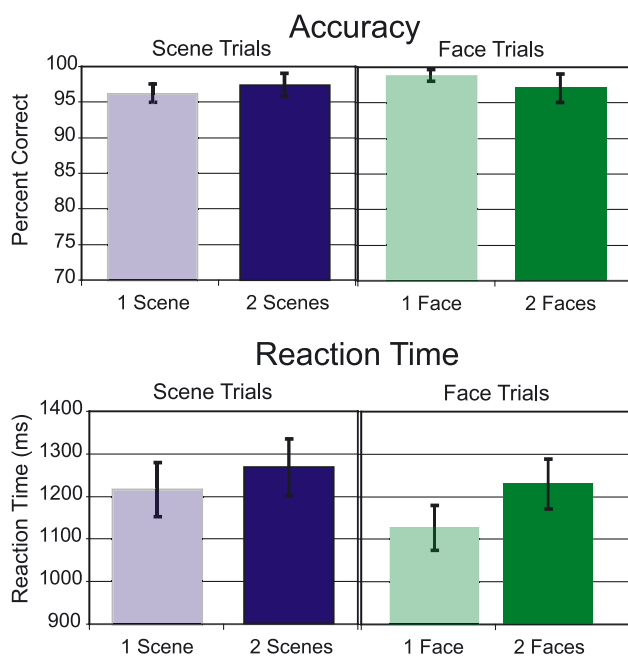 Accuracy
Scene Trials Face Trials
Percent Correct
100
95
90
85
80
75
70
1 Scene 2 Scenes 1 Face 2 Faces
Reaction Time
Scene Trials Face Trials
Reaction Time (ms)
1400
1300
1200
1100
1000
900
1 Scene 2 Scenes 1 Face 2 Faces